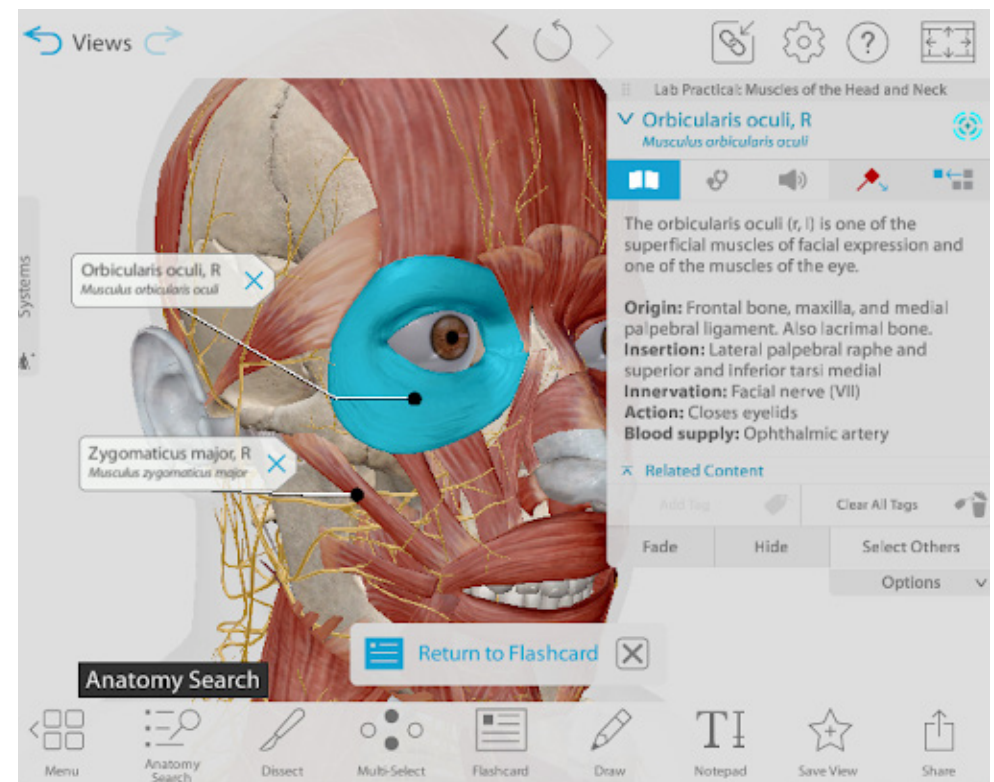 Views
Lab Practical: Muscles of the Head and Neck
Orbicularis oculi, R
Musculus orbicularis oculi
The orbicularis oculi (r, l) is one of the
superficial muscles of facial expression and
one of the muscles of the eye.
Origin: Frontal bone, maxilla, and medial
palpebral ligament. Also lacrimal bone.
Insertion: Lateral palpebral raphe and
superior and inferior tarsi medial
Innervation: Facial nerve (VII)
Action: Closes eyelids
Blood supply: Ophthalmic artery
Related Content
Add Tag
Clear All Tags
Fade
Hide
Select Others
Options
Systems
Orbicularis oculi, R
Musculus orbicularis oculi
Zygomaticus major, R
Musculus zygomaticus major
Return to Flashcard
Anatomy Search
Menu
Anatomy
Search
Dissect
Multi-Select
Flashcard
Draw
Notepad
Save View
Share